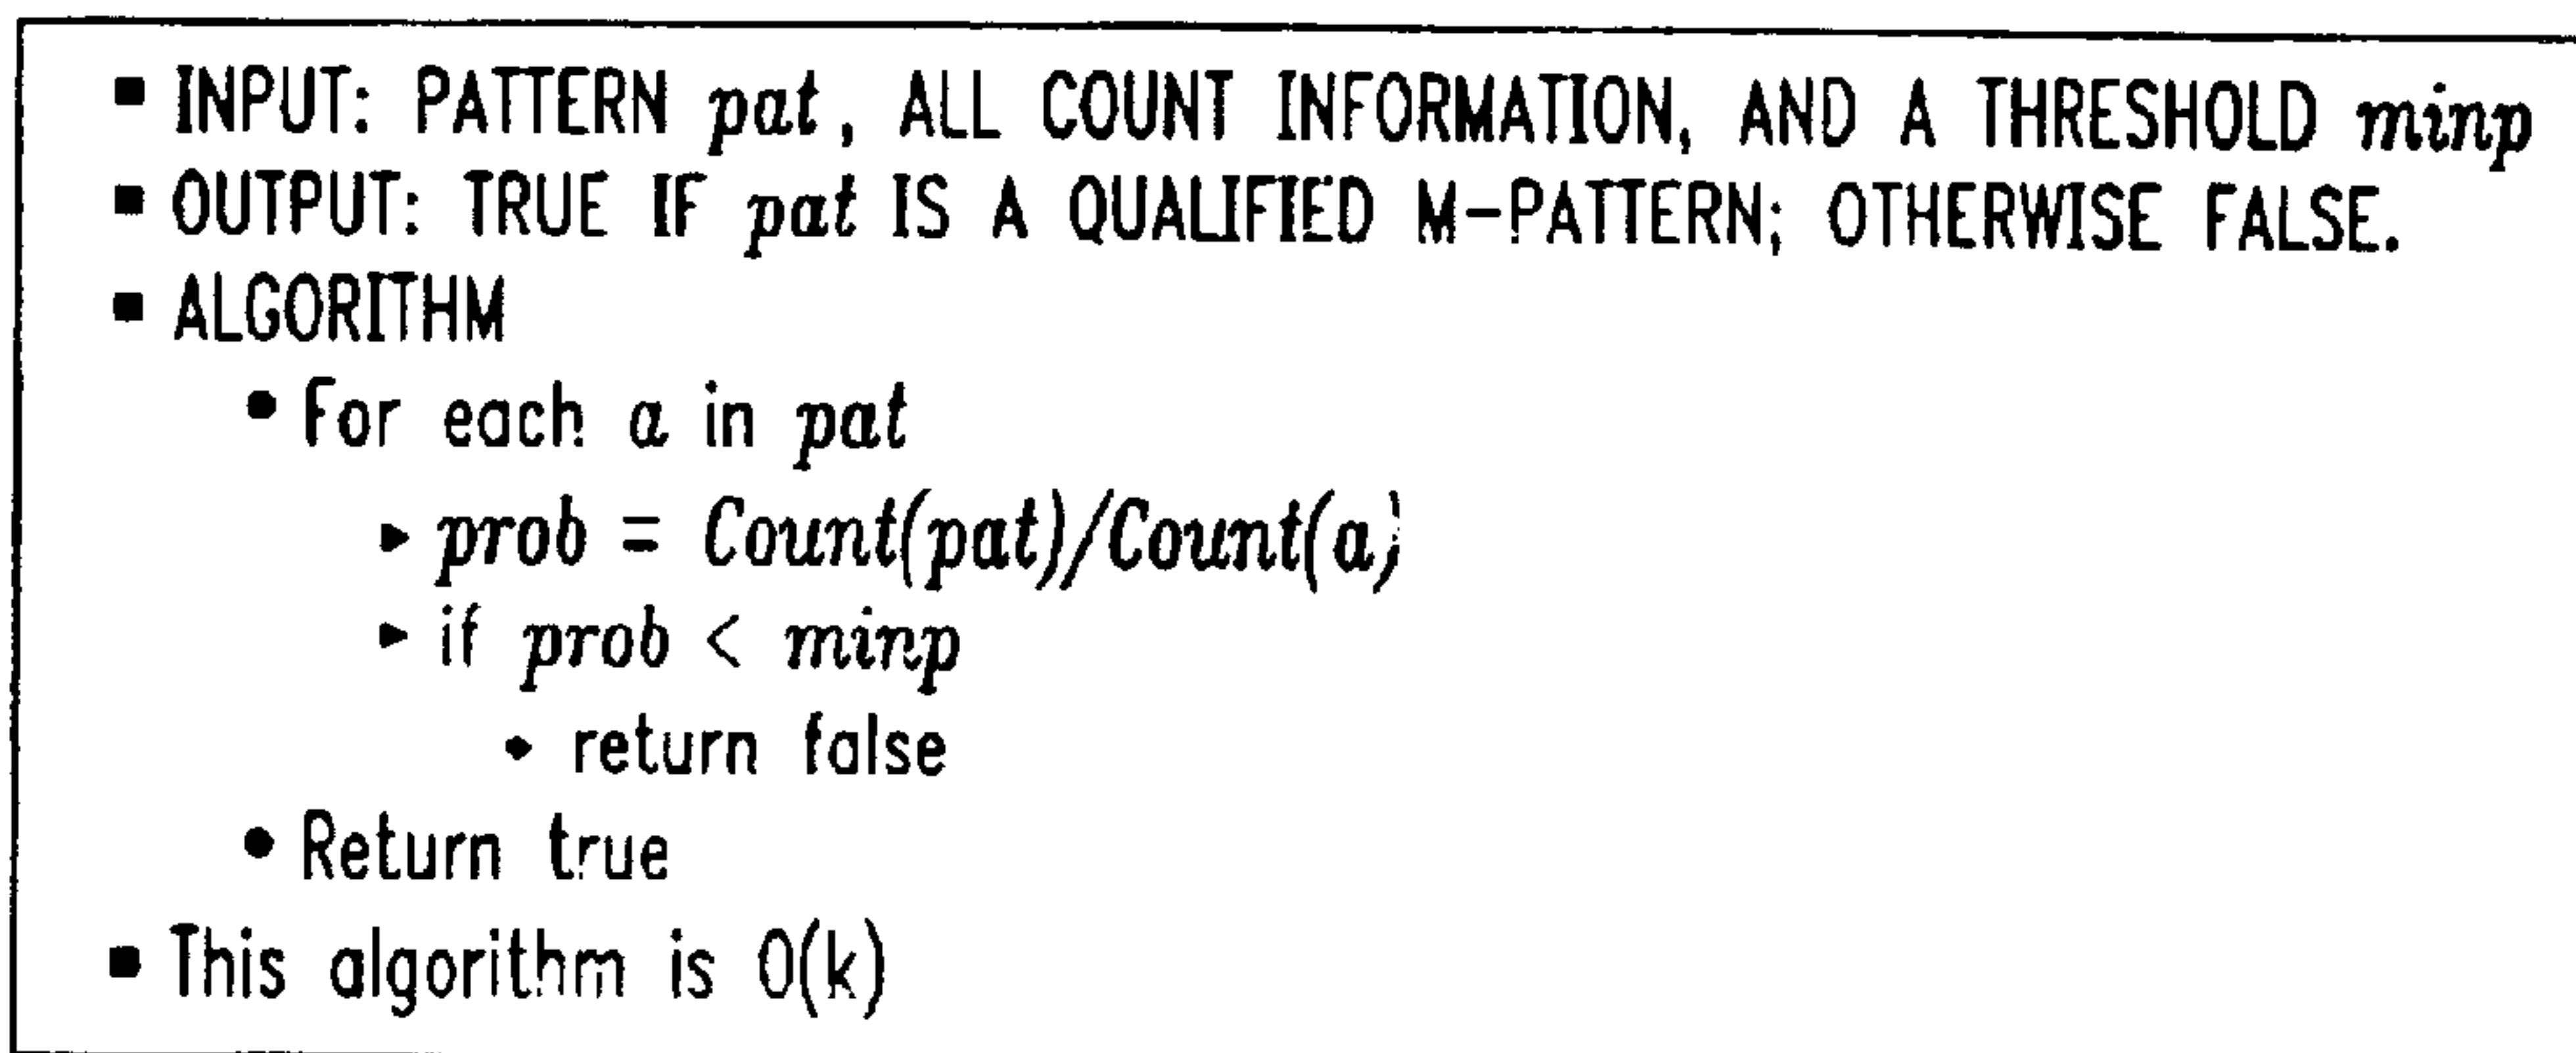 ▪ INPUT: PATTERN pat, ALL COUNT INFORMATION, AND A THRESHOLD minp
▪ OUTPUT: TRUE IF pat IS A QUALIFIED M-PATTERN; OTHERWISE FALSE.
▪ ALGORITHM
• For each a in pat
▸ prob = Count(pat)/Count(a)
▸ if prob < minp
⬩ return false
• Return true
▪ This algorithm is O(k)